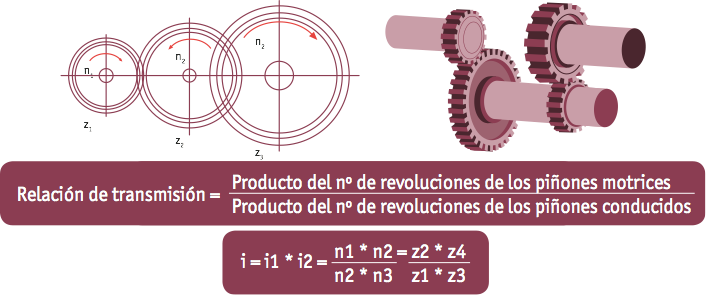 n1
n2
n2
z1
z2
z3
Relación de transmisión = Producto del nº de revoluciones de los piñones motrices
Producto del nº de revoluciones de los piñones conducidos
i = i1 * i2 = n1 * n2 = z2 * z4
n2 * n3 z1 * z3